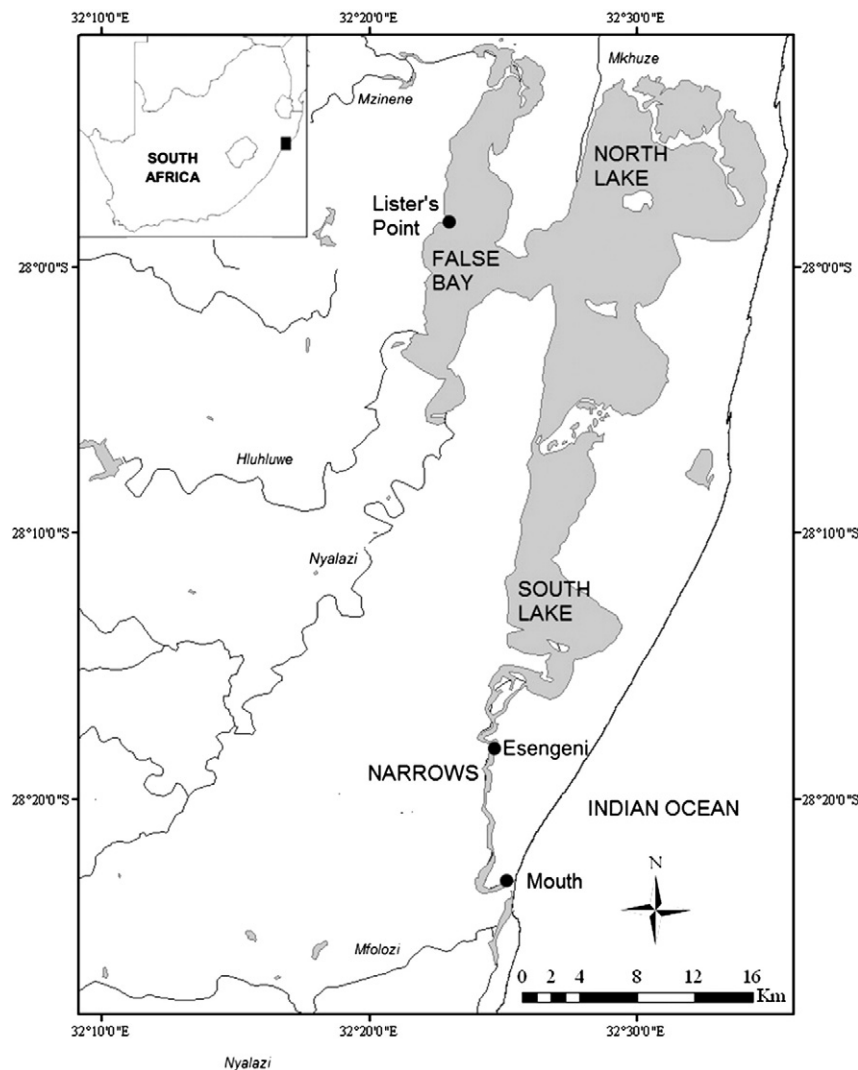 32°10'0"E
32°20'0"E
32°30'0"E
Mkhuze
Mzinene
SOUTH
AFRICA
NORTH
LAKE
Lister's
Point
FALSE
BAY
28°0'0"S
28°0'0"S
Hluhluwe
28°10'0"S
28°10'0"S
Nyalazi
SOUTH
LAKE
Esengeni
NARROWS
28°20'0"S
28°20'0"S
INDIAN OCEAN
N
Mouth
Mfolozi
0 2 4 8 12 16
Km
32°10'0"E
32°20'0"E
32°30'0"E
Nyalazi